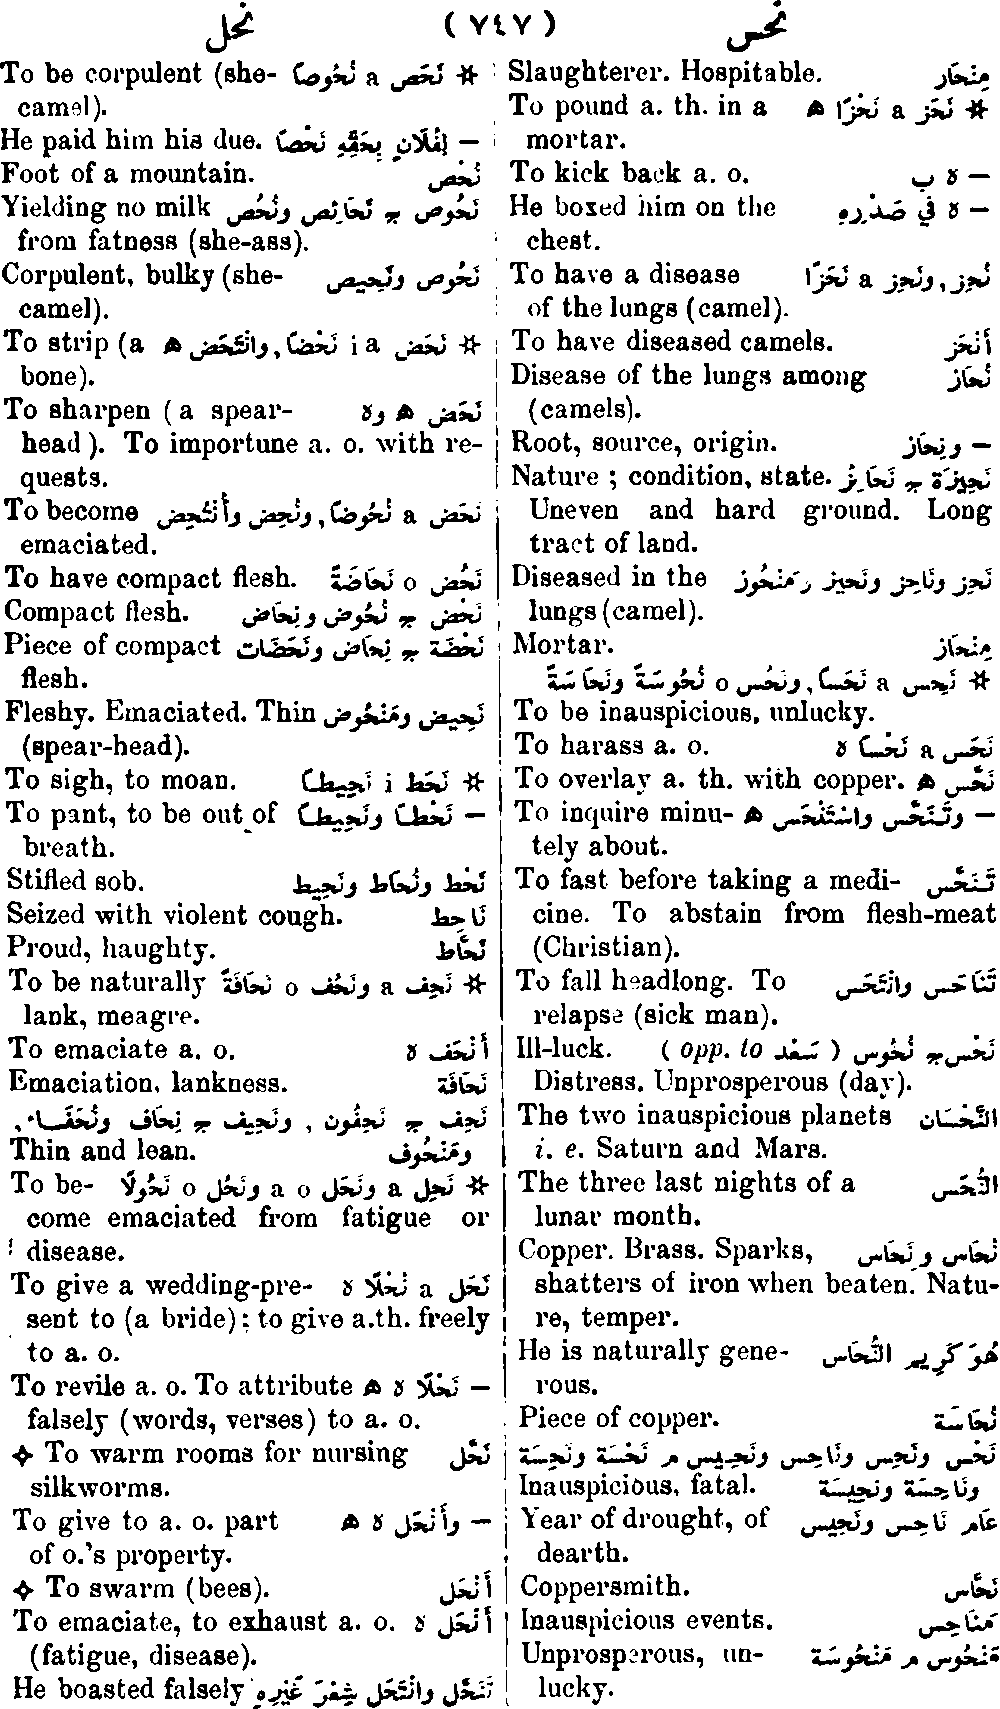 نحل (٧٤٧) نحس
Slaughterer. Hospitable. مِنْحَار
To pound a. th. in a ✲ نَحَز a نَحْزًا ه
mortar.
To kick back a. o. — ه ب
He boxed him on the — ه في صَدْرِهِ
chest.
To have a disease نُحِز, ونَحِز a نَحَزًا
of the lungs (camel).
To have diseased camels. أَنْحَز
Disease of the lungs among نُحَاز
(camels).
Root, source, origin. — ونِحَاز
Nature ; condition, state. نَحِيزَة ج نَحَائِز
Uneven and hard ground. Long
tract of land.
Diseased in the نَحِز ونَاحِز ونَحِيز ومَنْحُوز
lungs (camel).
Mortar. مِنْحَاز
✲ نَحِس a نَحَسًا, ونَحُس o نُحُوسَةً ونَحَاسَةً
To be inauspicious, unlucky.
To harass a. o. نَحَس a نَحْسًا ه
To overlay a. th. with copper. نَحَّس ه
To inquire minu- — وتَنَحَّس واسْتَنْحَس ه
tely about.
To fast before taking a medi- تَنَحَّس
cine. To abstain from flesh-meat
(Christian).
To fall headlong. To تَنَاحَس وانْتَحَس
relapse (sick man).
Ill-luck. ( opp. to سَعْد ) نَحْس ج نُحُوس
Distress. Unprosperous (day).
The two inauspicious planets النَّحْسَان
i. e. Saturn and Mars.
The three last nights of a النُّحَس
lunar month.
Copper. Brass. Sparks, نُحَاس ونِحَاس
shatters of iron when beaten. Natu-
re, temper.
He is naturally gene- هُوَ كَرِيم النُّحَاس
rous.
Piece of copper. نُحَاسَة
نَحْس ونَحِس ونَاحِس ونَحِيس م نَحْسَة ونَحِسَة
Inauspicious, fatal. ونَاحِسَة ونَحِيسَة
Year of drought, of عَام نَاحِس ونَحِيس
dearth.
Coppersmith. نَحَّاس
Inauspicious events. مَنَاحِس
Unprosperous, un- مَنْحُوس م مَنْحُوسَة
lucky.
To be corpulent (she- ✲ نَحَص a نُحُوصًا
camel).
He paid him his due. — لِفُلَانٍ بِحَقِّهِ نَحْصًا
Foot of a mountain. نُحْص
Yielding no milk نَحُوص ج نَحَائِص ونُحُص
from fatness (she-ass).
Corpulent, bulky (she- نَحُوص ونَحِيص
camel).
To strip (a ✲ نَحَض i a نَحْضًا, وانْتَحَض ه
bone).
To sharpen ( a spear- نَحَض ه وه
head ). To importune a. o. with re-
quests.
To become نَحَض a نُحُوضًا, ونُحِض وأُنْتُحِض
emaciated.
To have compact flesh. نَحُض o نَحَاضَةً
Compact flesh. نَحْض ج نُحُوض ونِحَاض
Piece of compact نَحْضَة ج نِحَاض ونَحَضَات
flesh.
Fleshy. Emaciated. Thin نَحِيض ومَنْحُوض
(spear-head).
To sigh, to moan. ✲ نَحَط i نَحِيطًا
To pant, to be out of — نَحْطًا ونَحِيطًا
breath.
Stifled sob. نَحْط ونُحَاط ونَحِيط
Seized with violent cough. نَاحِط
Proud, haughty. نَحَّاط
To be naturally ✲ نَحِف a ونَحُف o نَحَافَةً
lank, meagre.
To emaciate a. o. أَنْحَف ه
Emaciation, lankness. نَحَافَة
نَحِف ج نَحِفُون , ونَحِيف ج نِحَاف ونُحَفَاء,
Thin and lean. ومَنْحُوف
To be- ✲ نَحِل a ونَحَل a o ونَحُل o نُحُولًا
come emaciated from fatigue or
disease.
To give a wedding-pre- نَحَل a نُحْلًا ه
sent to (a bride); to give a.th. freely
to a. o.
To revile a. o. To attribute — نَحْلًا ه ه
falsely (words, verses) to a. o.
✧ To warm rooms for nursing نَحَّل
silkworms.
To give to a. o. part — وأَنْحَل ه ه
of o.'s property.
✧ To swarm (bees). أَنْحَل
To emaciate, to exhaust a. o. أَنْحَل ه
(fatigue, disease).
He boasted falsely تَنَحَّل وانْتَحَل شِعْرَ غَيْرِهِ